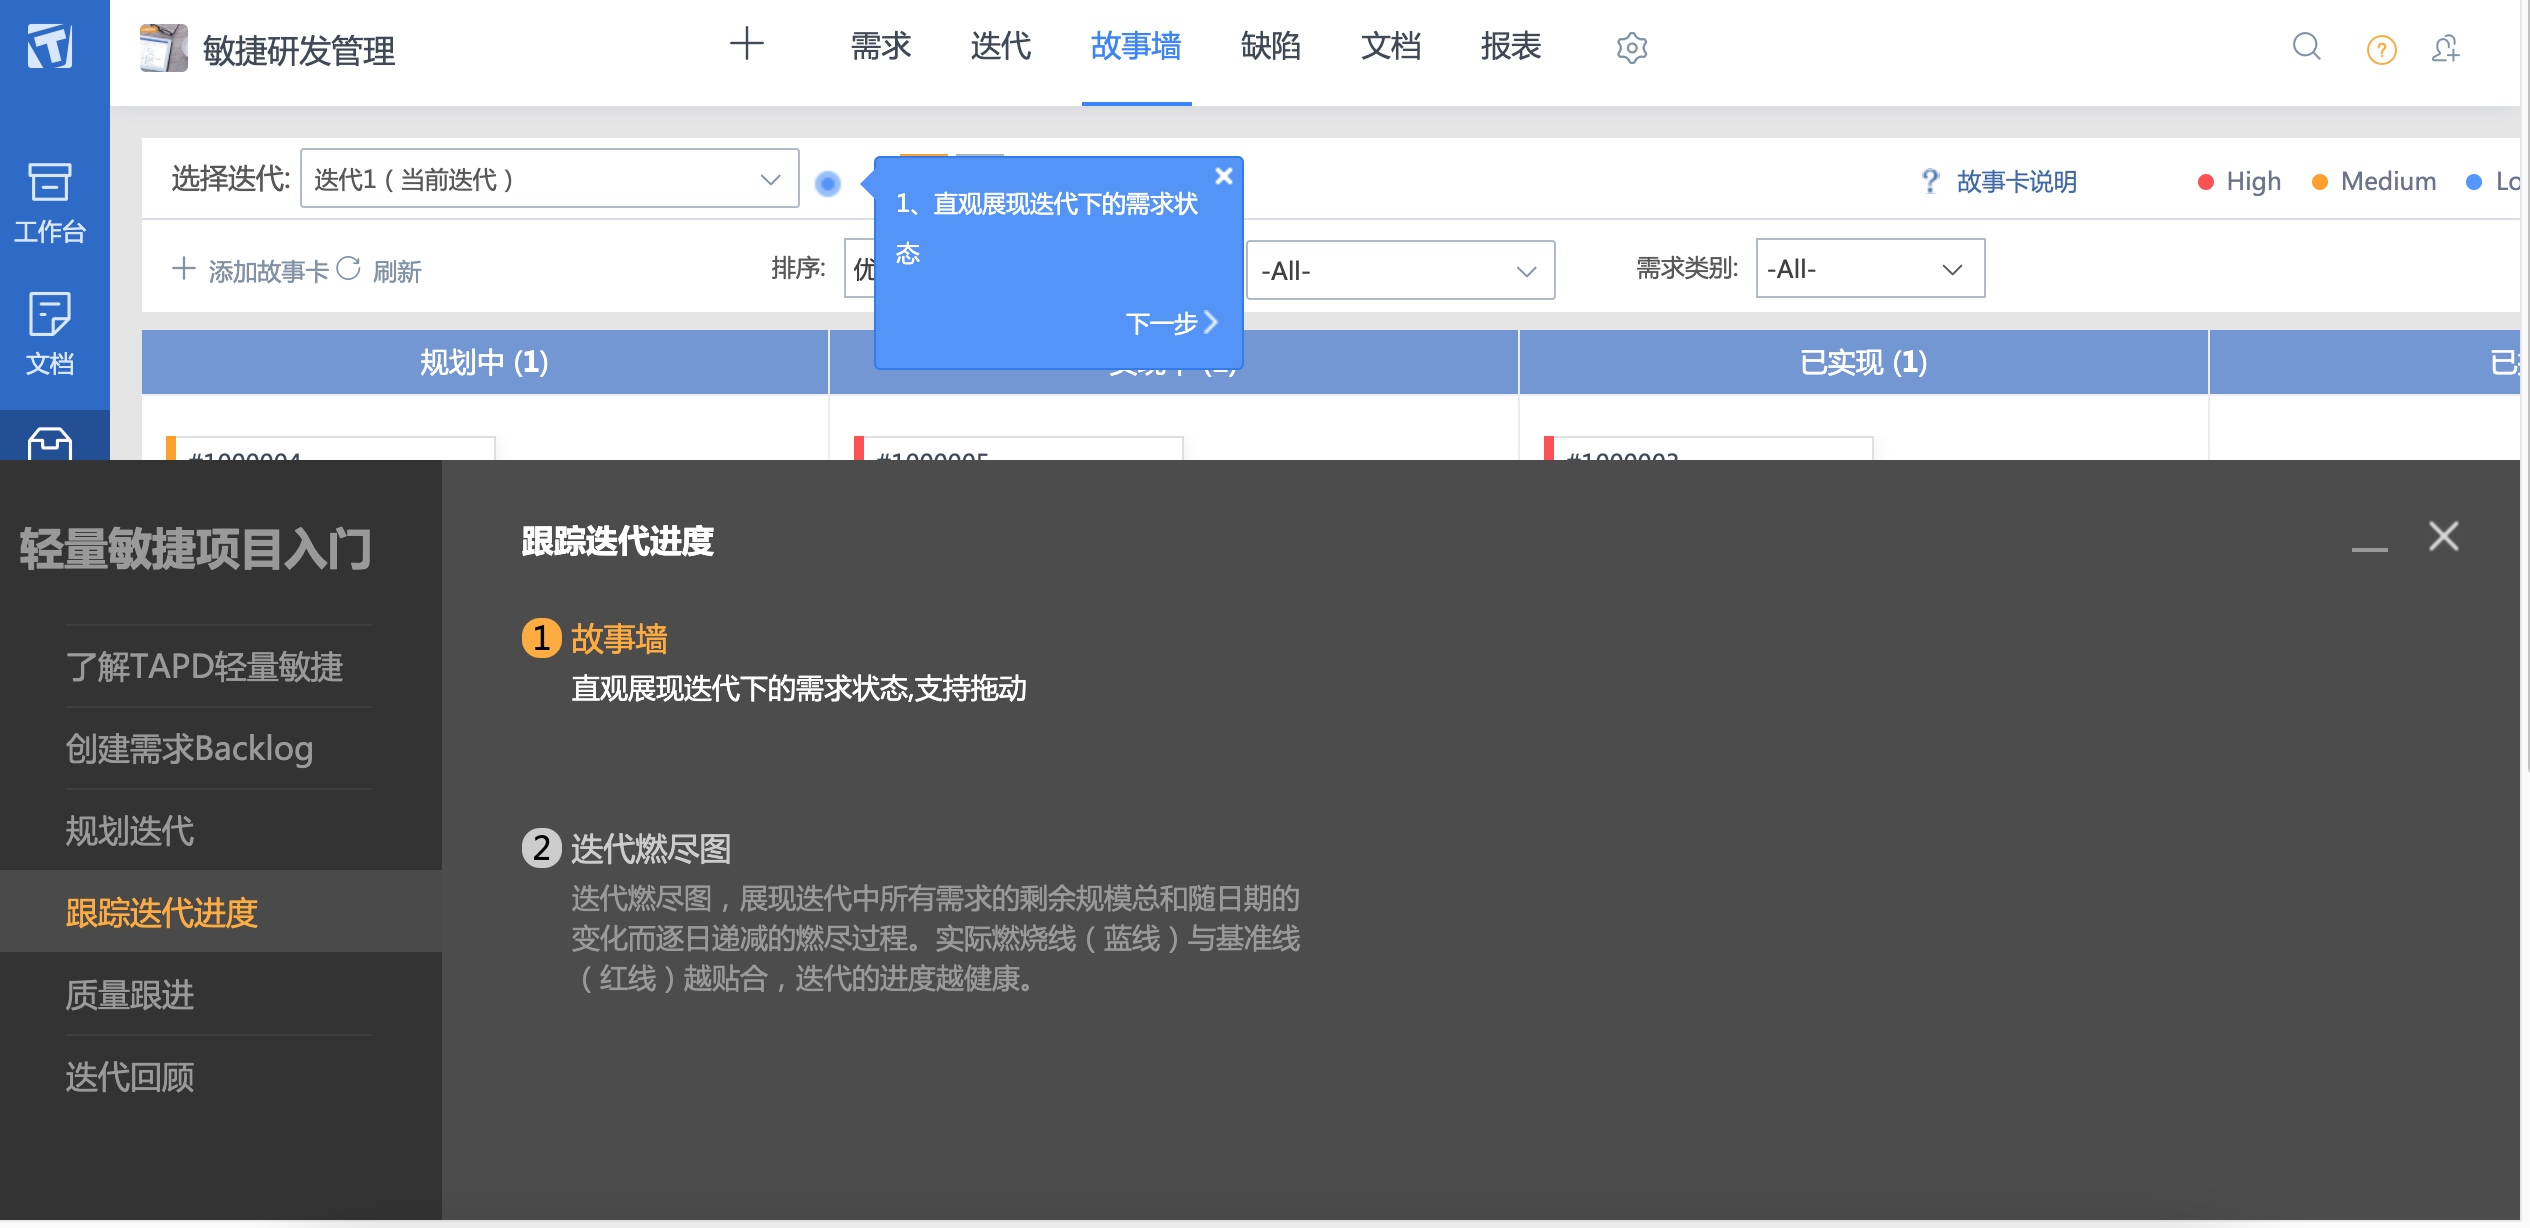 敏捷研发管理
需求 迭代 故事墙 缺陷 文档 报表
工作台
文档
选择迭代: 迭代1（当前迭代）
1、直观展现迭代下的需求状
态
下一步
? 故事卡说明
High Medium Lo
添加故事卡 刷新
排序: 优
-All-
需求类别: -All-
规划中 (1)
已实现 (1)
#1000004
#1000005
轻量敏捷项目入门
了解TAPD轻量敏捷
创建需求Backlog
规划迭代
跟踪迭代进度
质量跟进
迭代回顾
跟踪迭代进度
1 故事墙
直观展现迭代下的需求状态,支持拖动
2 迭代燃尽图
迭代燃尽图，展现迭代中所有需求的剩余规模总和随日期的
变化而逐日递减的燃尽过程。实际燃烧线（蓝线）与基准线
（红线）越贴合，迭代的进度越健康。